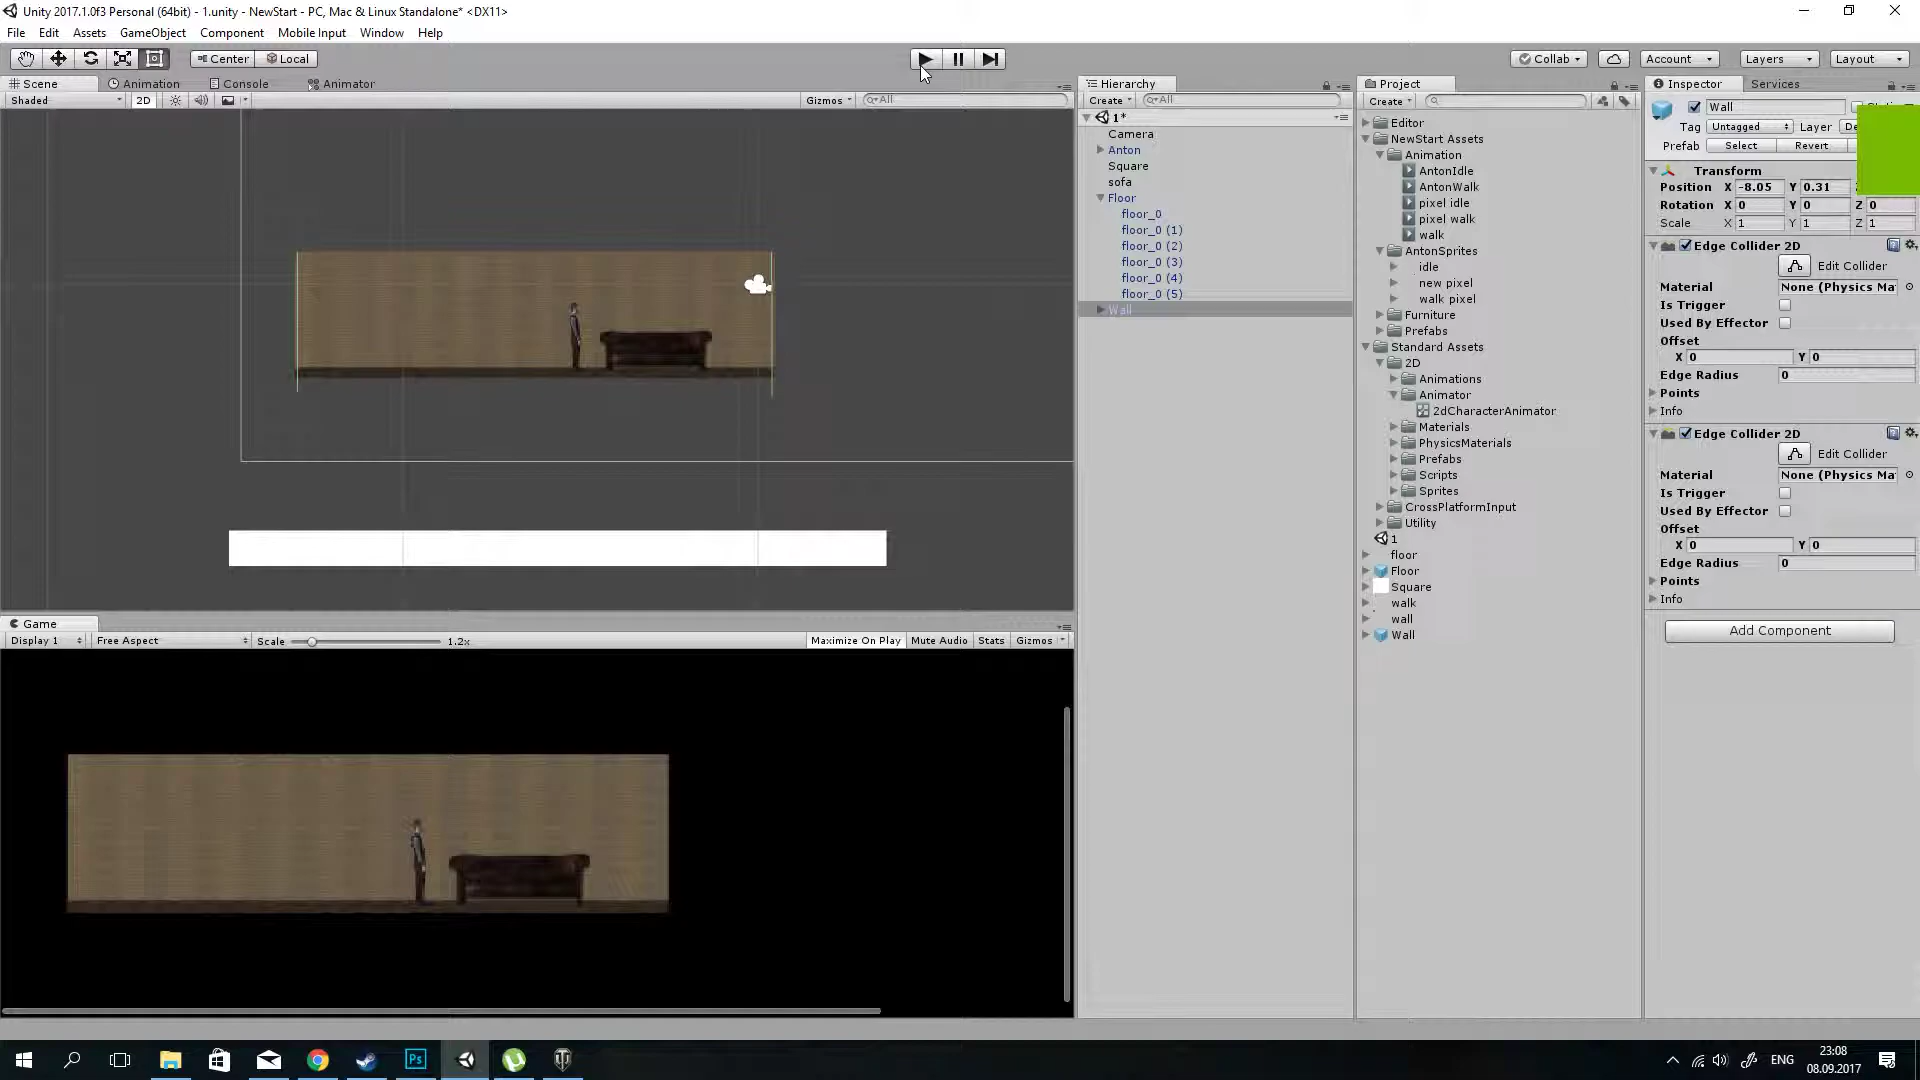 Unity 2017.1.0f3 Personal (64bit) - 1.unity - NewStart - PC, Mac & Linux Standalone* <DX11>
File Edit Assets GameObject Component Mobile Input Window Help
Center Local Collab Account Layers Layout
Scene Animation Console Animator
Shaded 2D Gizmos All
Hierarchy
Create All
1*
Camera
Anton
Square
sofa
Floor
floor_0
floor_0 (1)
floor_0 (2)
floor_0 (3)
floor_0 (4)
floor_0 (5)
Wall
Project
Create
Editor
NewStart Assets
Animation
AntonIdle
AntonWalk
pixel idle
pixel walk
walk
AntonSprites
idle
new pixel
walk pixel
Furniture
Prefabs
Standard Assets
2D
Animations
Animator
2dCharacterAnimator
Materials
PhysicsMaterials
Prefabs
Scripts
Sprites
CrossPlatformInput
Utility
1
floor
Floor
Square
walk
wall
Wall
Inspector Services
Wall
Tag Untagged Layer De
Prefab Select Revert
Transform
Position X -8.05 Y 0.31
Rotation X 0 Y 0 Z 0
Scale X 1 Y 1 Z 1
Edge Collider 2D
Edit Collider
Material None (Physics Ma
Is Trigger
Used By Effector
Offset
X 0 Y 0
Edge Radius 0
Points
Info
Edge Collider 2D
Edit Collider
Material None (Physics Ma
Is Trigger
Used By Effector
Offset
X 0 Y 0
Edge Radius 0
Points
Info
Add Component
Game
Display 1 Free Aspect Scale 1.2x Maximize On Play Mute Audio Stats Gizmos
Ps
ENG
23:08
08.09.2017